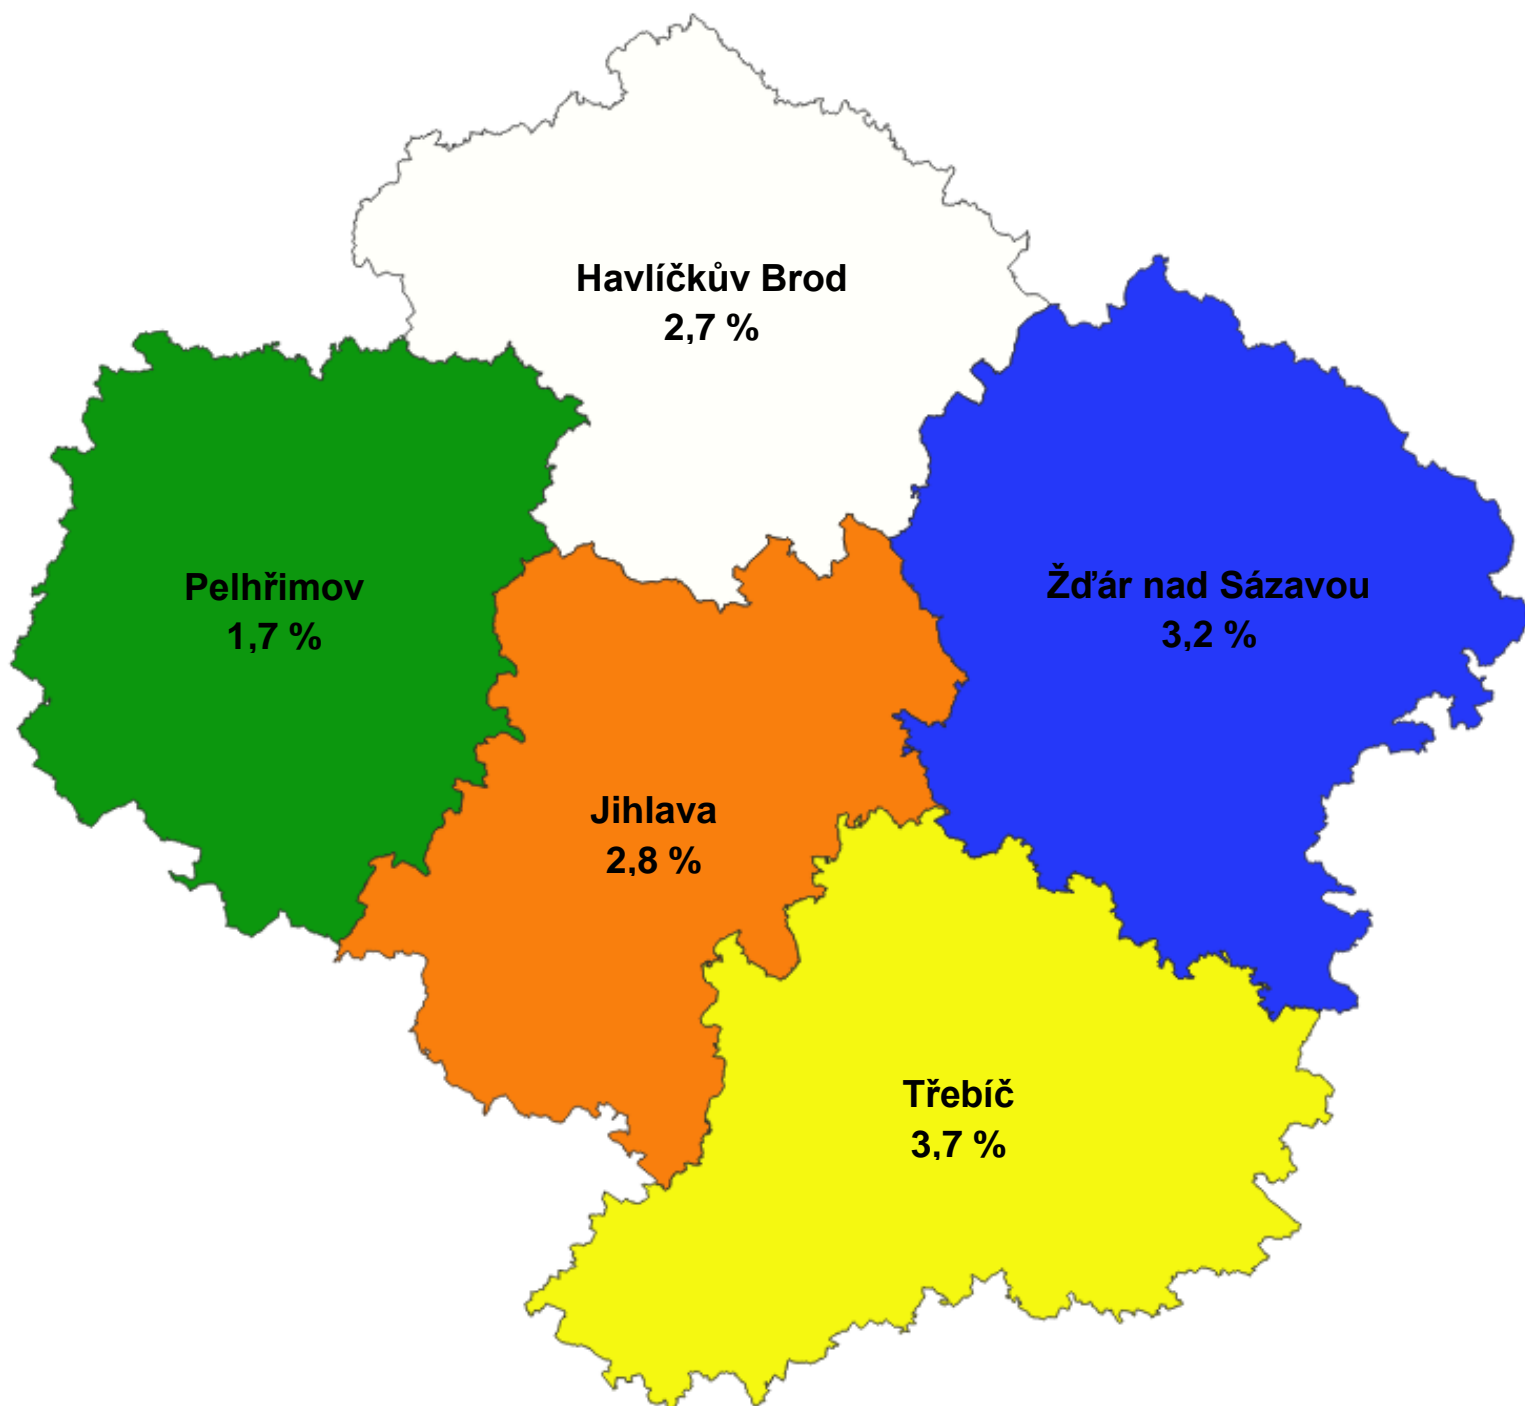 Havlíčkův Brod
2,7 %
Pelhřimov
1,7 %
Žďár nad Sázavou
3,2 %
Jihlava
2,8 %
Třebíč
3,7 %